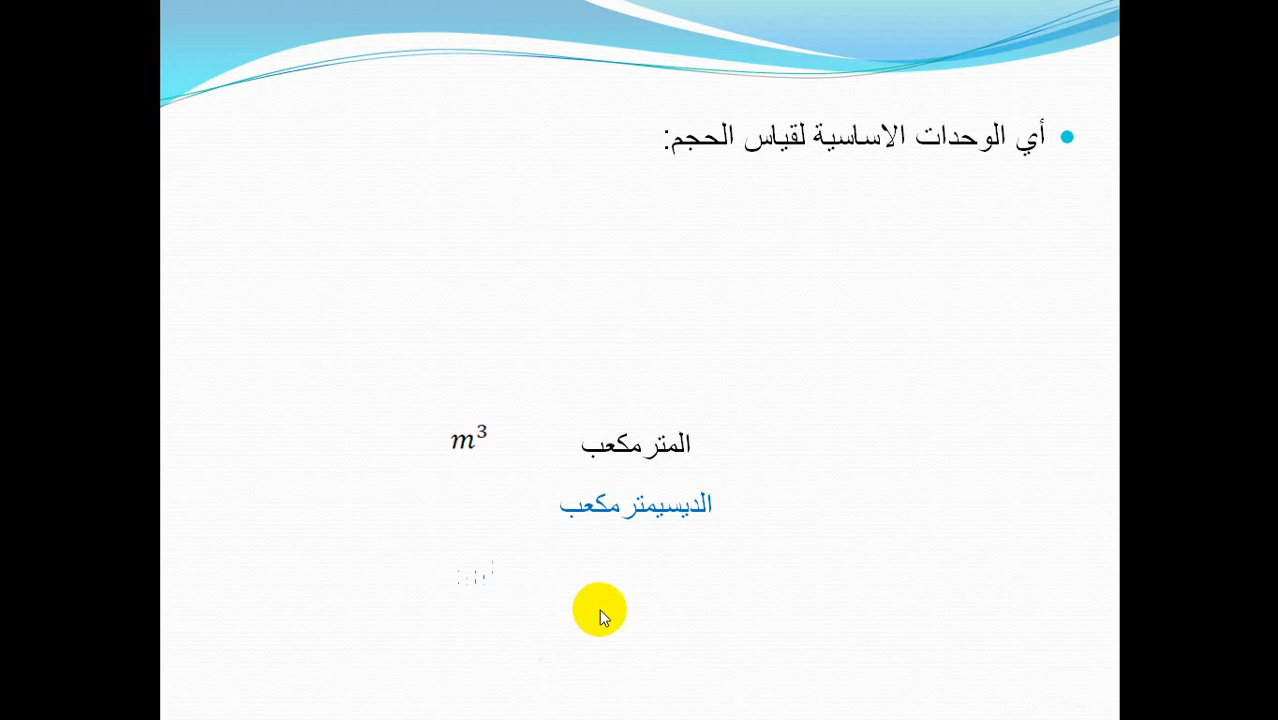 • أي الوحدات الاساسية لقياس الحجم:
المتر مكعب m³
الديسيمتر مكعب